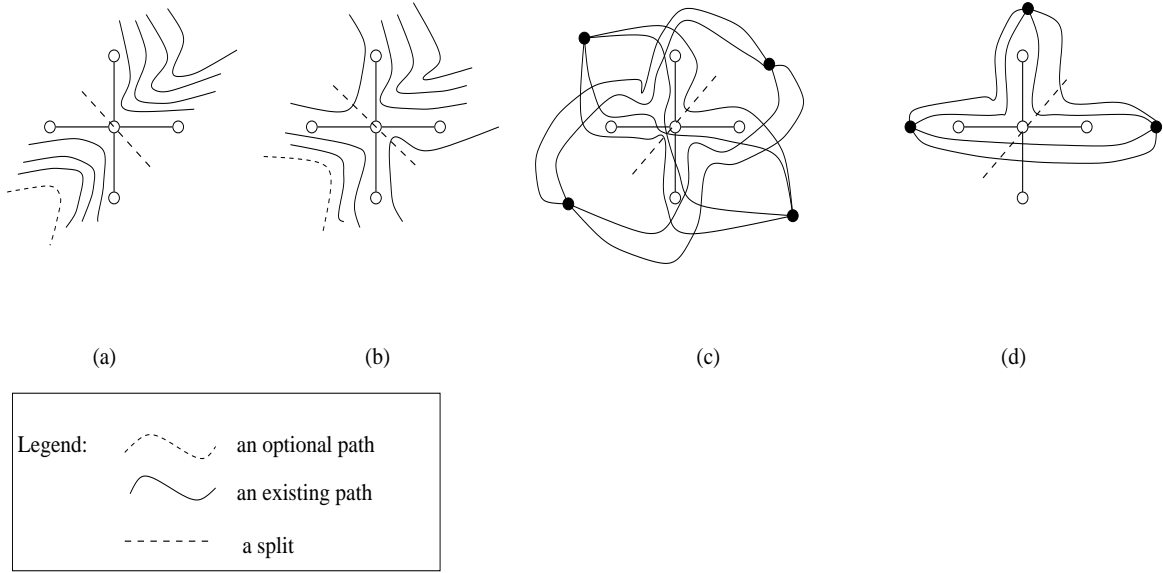 (a)
(b)
(c)
(d)
Legend:
an optional path
an existing path
a split